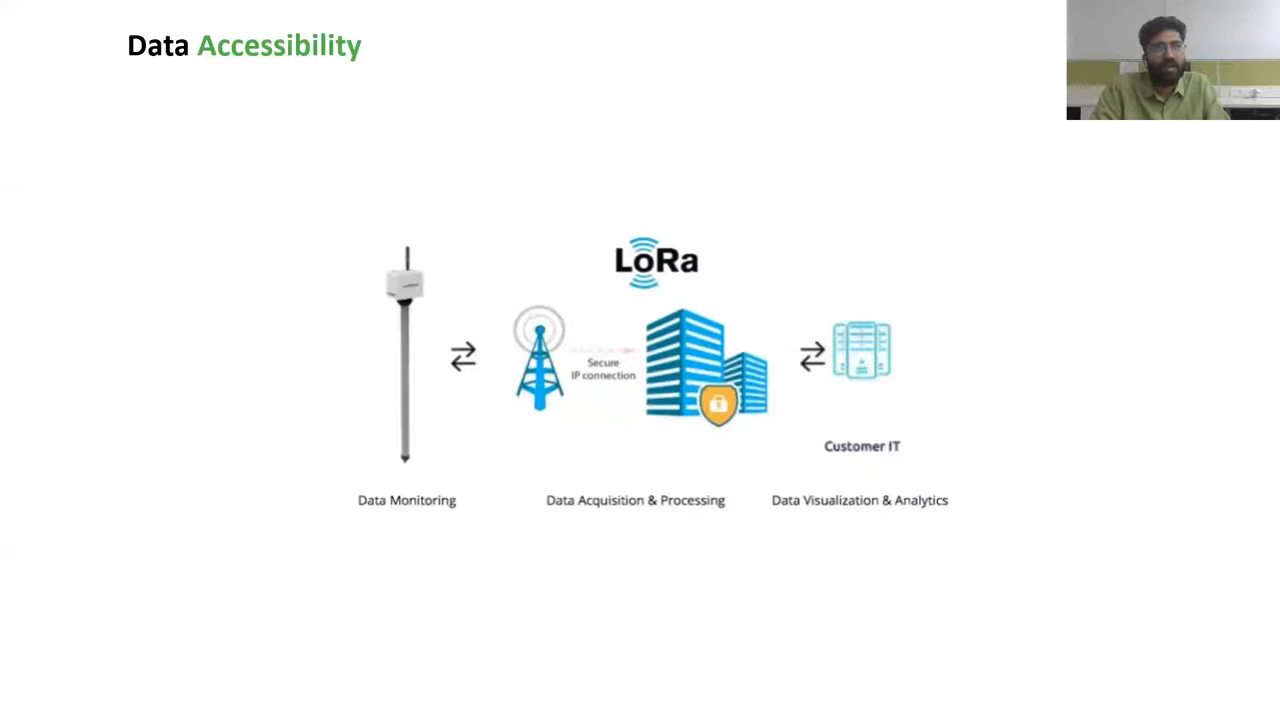 Data Accessibility
LoRa
Secure
IP connection
Customer IT
Data Monitoring
Data Acquisition & Processing
Data Visualization & Analytics